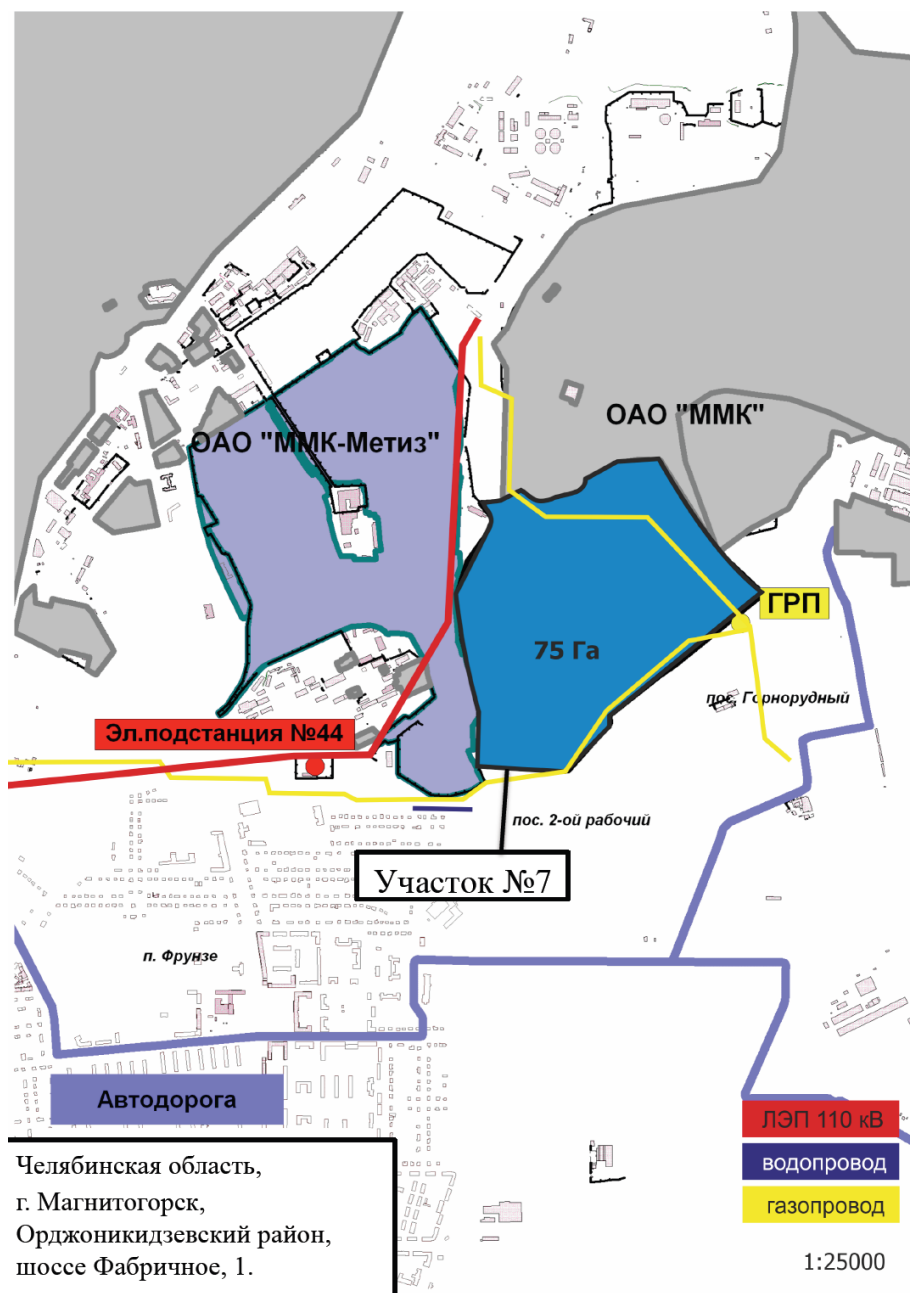 ОАО "ММК"
ОАО "ММК-Метиз"
ГРП
75 Га
пос. Горнорудный
Эл.подстанция №44
пос. 2-ой рабочий
Участок №7
п. Фрунзе
Автодорога
ЛЭП 110 кВ
водопровод
газопровод
1:25000
Челябинская область,
г. Магнитогорск,
Орджоникидзевский район,
шоссе Фабричное, 1.